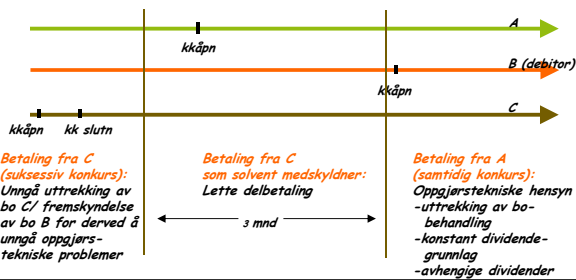 A
kkåpn
B (debitor)
kkåpn
C
kkåpn kk slutn
Betaling fra C
(suksessiv konkurs):
Unngå uttrekking av
bo C/ fremskyndelse
av bo B for derved å
unngå oppgjørs-
tekniske problemer
Betaling fra C
som solvent medskyldner:
Lette delbetaling
3 mnd
Betaling fra A
(samtidig konkurs):
Oppgjørstekniske hensyn
-uttrekking av bo-
behandling
-konstant dividende-
grunnlag
-avhengige dividender